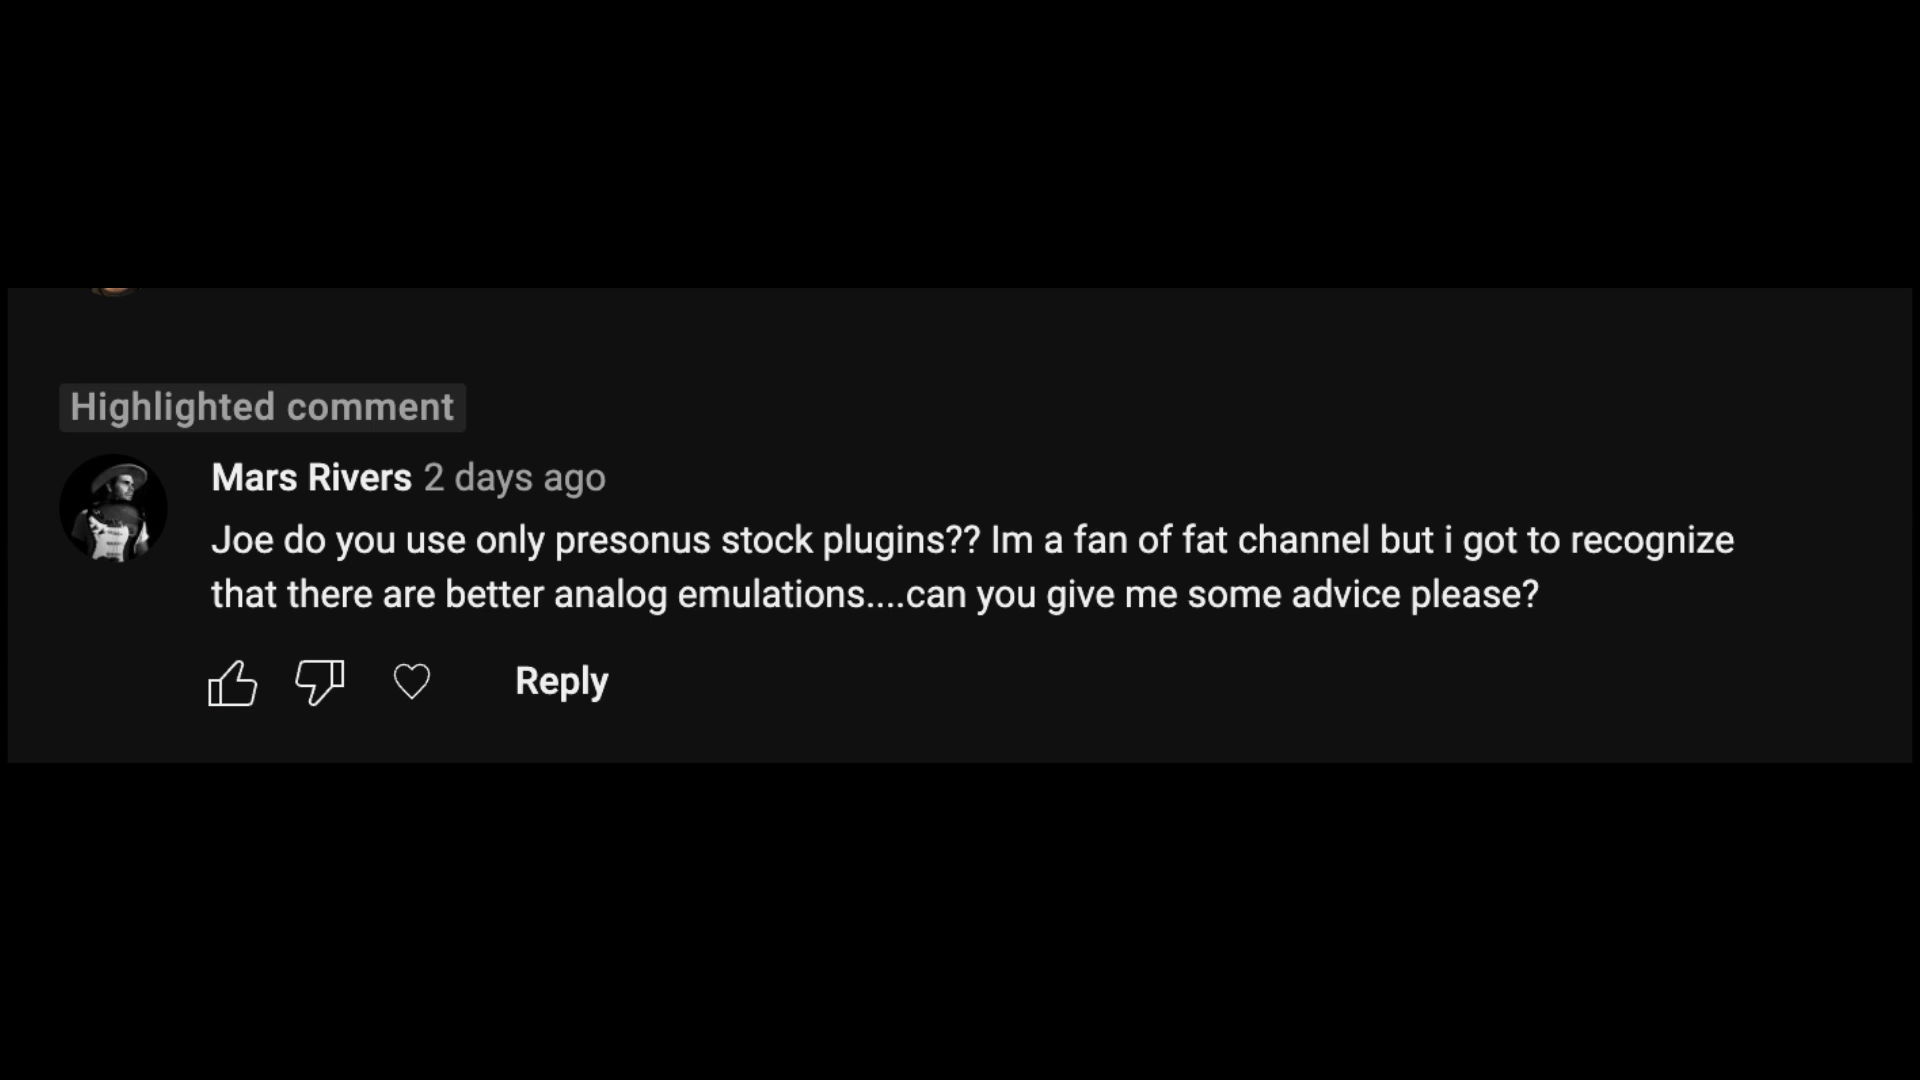 Highlighted comment
Mars Rivers 2 days ago
Joe do you use only presonus stock plugins?? Im a fan of fat channel but i got to recognize
that there are better analog emulations....can you give me some advice please?
Reply